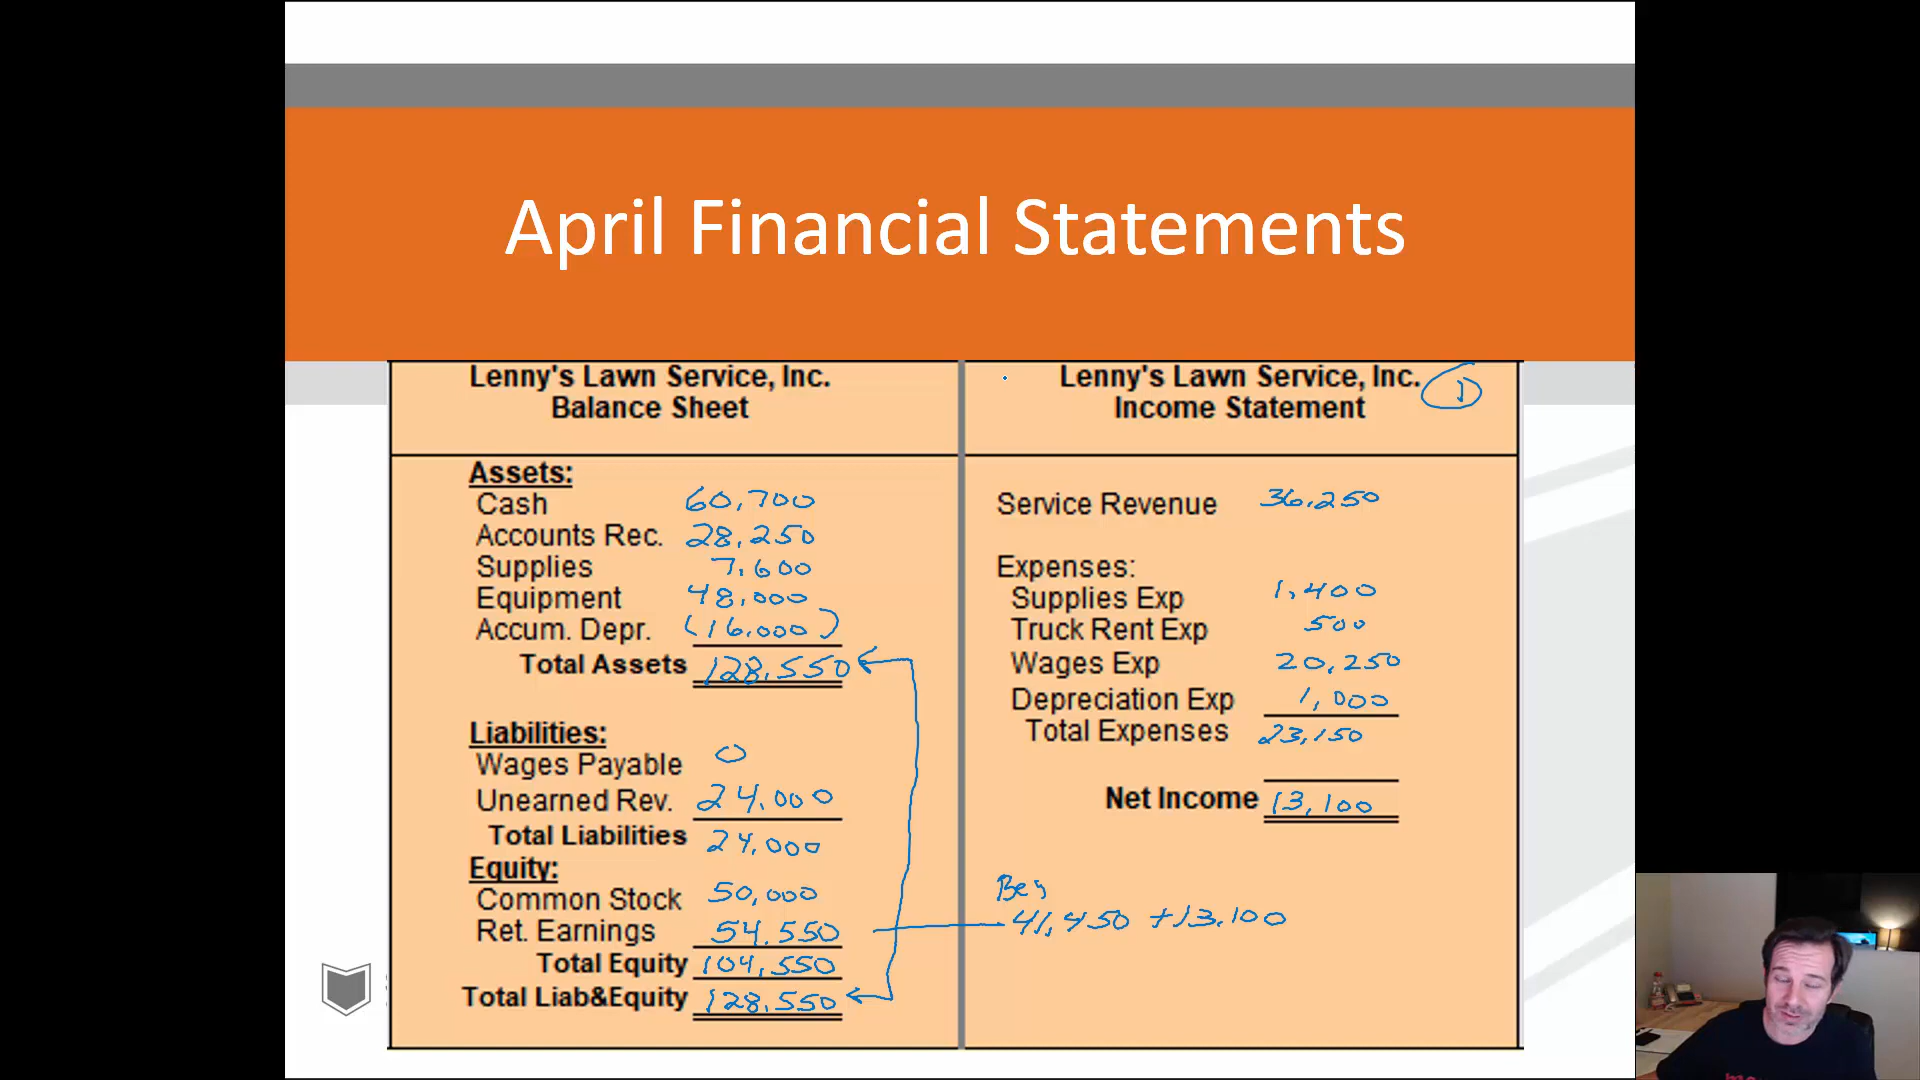 April Financial Statements
Lenny's Lawn Service, Inc.
Balance Sheet
Assets:
Cash 60,700
Accounts Rec. 28,250
Supplies 7,600
Equipment 48,000
Accum. Depr. (16,000)
Total Assets 128,550
Liabilities:
Wages Payable 0
Unearned Rev. 24,000
Total Liabilities 24,000
Equity:
Common Stock 50,000
Ret. Earnings 54,550
Total Equity 104,550
Total Liab&Equity 128,550
Lenny's Lawn Service, Inc.
Income Statement
Service Revenue 36,250
Expenses:
Supplies Exp 1,400
Truck Rent Exp 500
Wages Exp 20,250
Depreciation Exp 1,000
Total Expenses 23,150
Net Income 13,100
Beg
41,450 +13,100